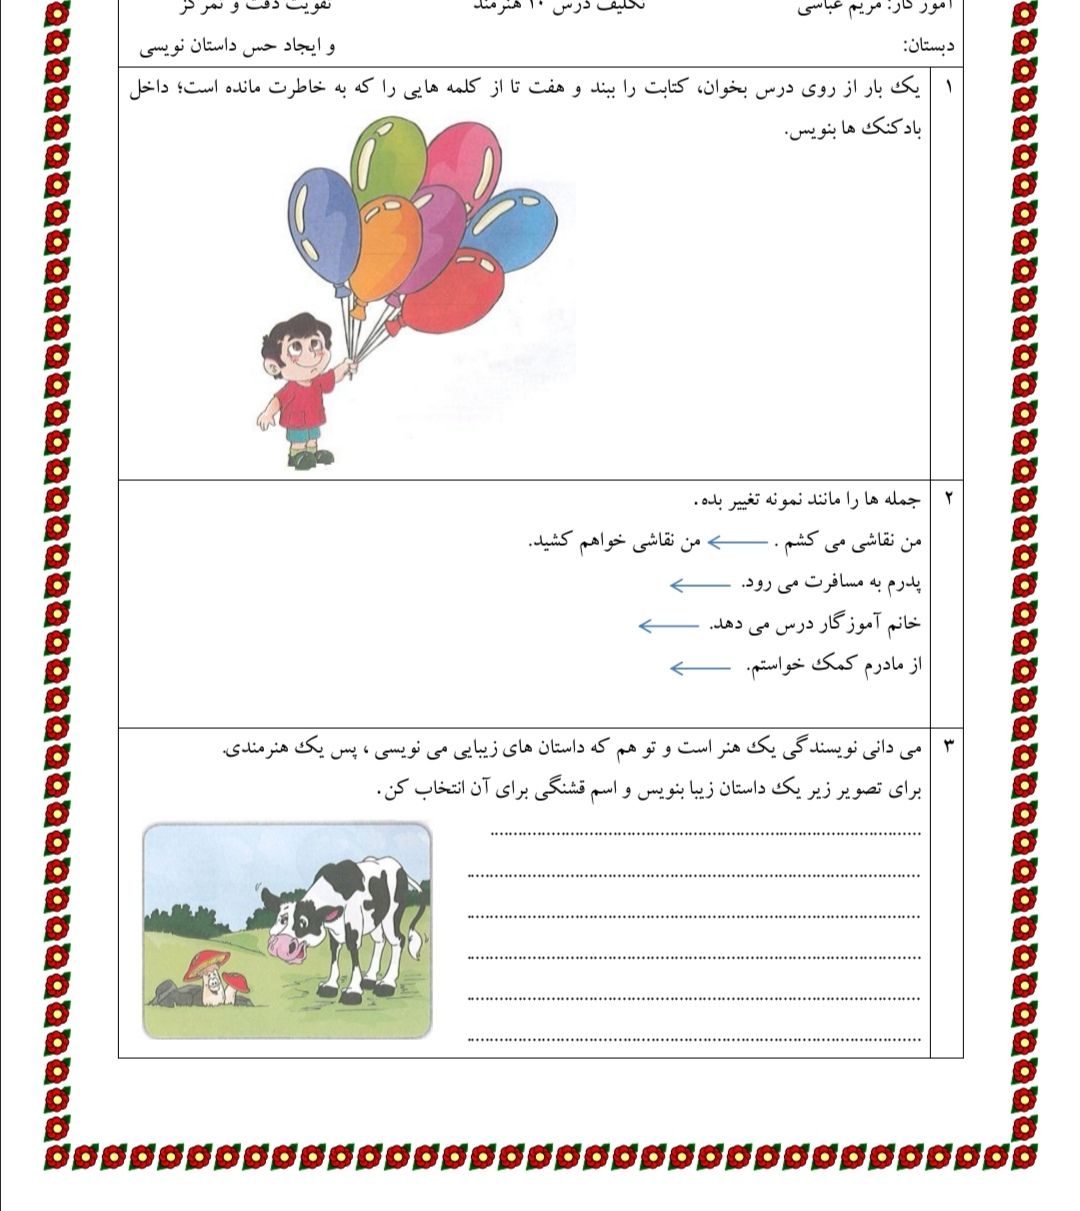 آموزگار: مریم عباسی
تکلیف درس ۱۰ هنرمند
تقویت دقت و تمرکز
دبستان:
و ایجاد حس داستان نویسی
۱
یک بار از روی درس بخوان، کتابت را ببند و هفت تا از کلمه هایی را که به خاطرت مانده است؛ داخل
بادکنک ها بنویس.
۲
جمله ها را مانند نمونه تغییر بده.
من نقاشی می کشم . من نقاشی خواهم کشید.
پدرم به مسافرت می رود.
خانم آموزگار درس می دهد.
از مادرم کمک خواستم.
۳
می دانی نویسندگی یک هنر است و تو هم که داستان های زیبایی می نویسی ، پس یک هنرمندی.
برای تصویر زیر یک داستان زیبا بنویس و اسم قشنگی برای آن انتخاب کن.